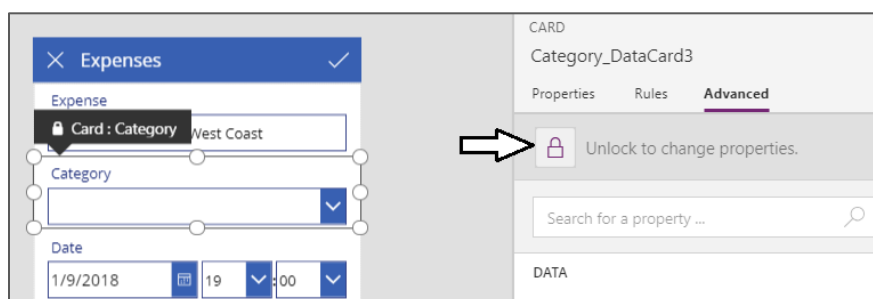 Expenses
Expense
Card : Category
West Coast
Category
Date
1/9/2018
19
:00
CARD
Category_DataCard3
Properties Rules Advanced
Unlock to change properties.
Search for a property ...
DATA